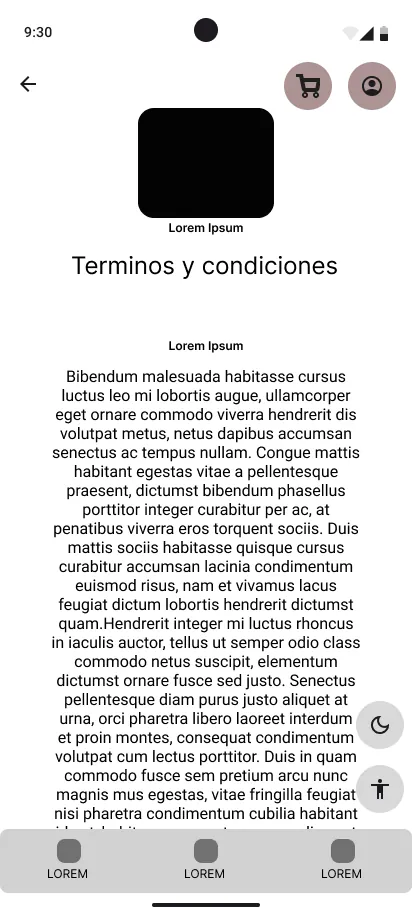 9:30
Lorem Ipsum
Terminos y condiciones
Lorem Ipsum
Bibendum malesuada habitasse cursus
luctus leo mi lobortis augue, ullamcorper
eget ornare commodo viverra hendrerit dis
volutpat metus, netus dapibus accumsan
senectus ac tempus nullam. Congue mattis
habitant egestas vitae a pellentesque
praesent, dictumst bibendum phasellus
porttitor integer curabitur per ac, at
penatibus viverra eros torquent sociis. Duis
mattis sociis habitasse quisque cursus
curabitur accumsan lacinia condimentum
euismod risus, nam et vivamus lacus
feugiat dictum lobortis hendrerit dictumst
quam.Hendrerit integer mi luctus rhoncus
in iaculis auctor, tellus ut semper odio class
commodo netus suscipit, elementum
dictumst ornare fusce sed justo. Senectus
pellentesque diam purus justo aliquet at
urna, orci pharetra libero laoreet interdum
et proin montes, consequat condimentum
volutpat cum lectus porttitor. Duis in quam
commodo fusce sem pretium arcu nunc
magnis mus egestas, vitae fringilla feugiat
nisi pharetra condimentum cubilia habitant
LOREM
LOREM
LOREM